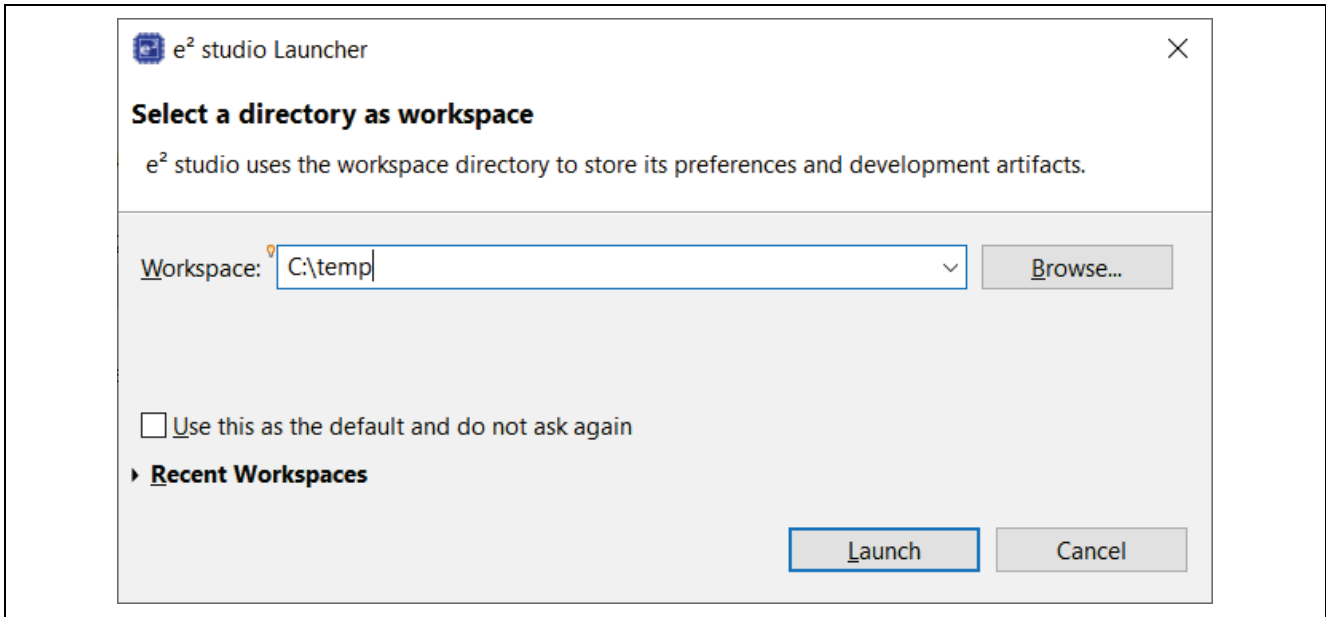 e² studio Launcher
Select a directory as workspace
e² studio uses the workspace directory to store its preferences and development artifacts.
Workspace: C:\temp Browse...
Use this as the default and do not ask again
Recent Workspaces
Launch Cancel